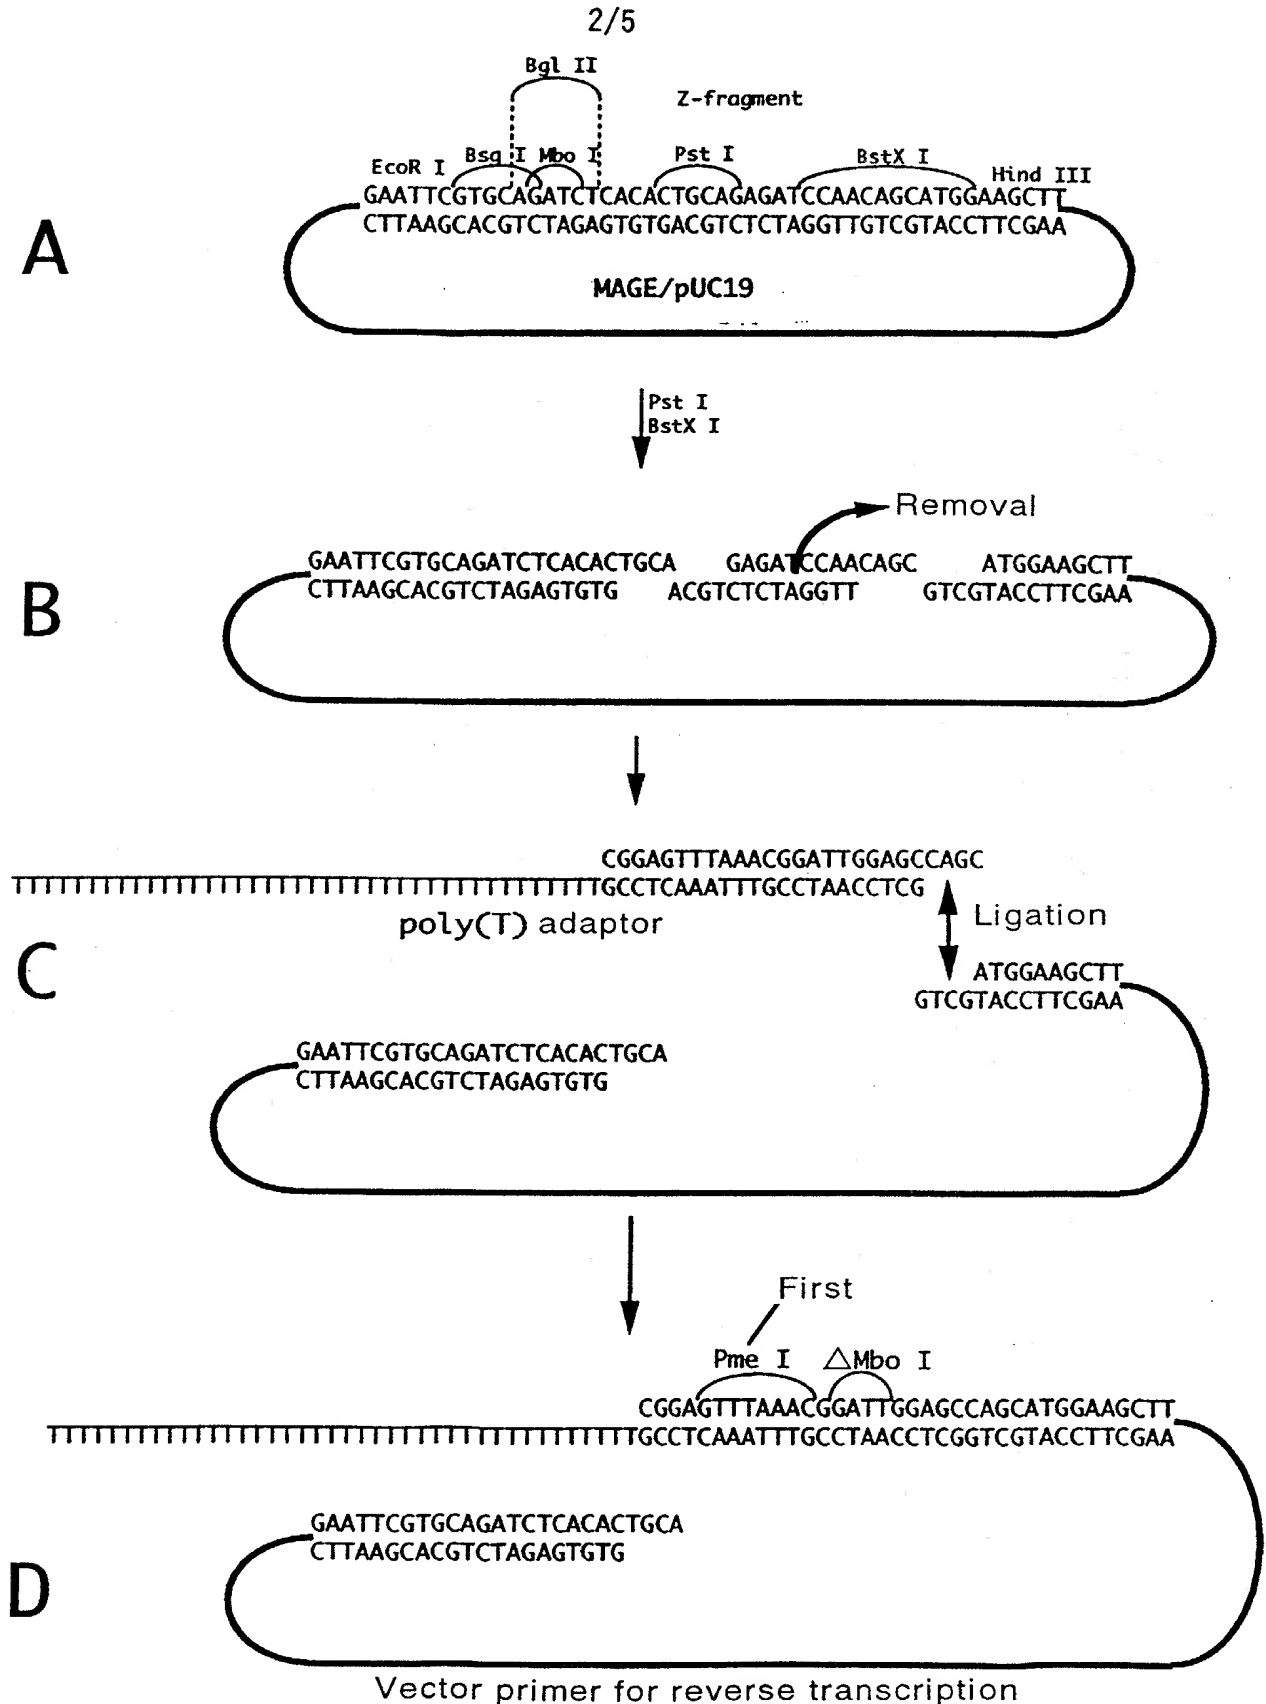 2/5
Bgl II
Z-fragment
EcoR I Bsg I Mbo I Pst I BstX I Hind III
GAATTCGTGCAGATCTCACACTGCAGAGATCCAACAGCATGGAAGCTT
CTTAAGCACGTCTAGAGTGTGACGTCTCTAGGTTGTCGTACCTTCGAA
A
MAGE/pUC19
Pst I
BstX I
Removal
GAATTCGTGCAGATCTCACACTGCA GAGATCCAACAGC ATGGAAGCTT
CTTAAGCACGTCTAGAGTGTG ACGTCTCTAGGTT GTCGTACCTTCGAA
B
CGGAGTTTAAACGGATTGGAGCCAGC
TTTTTTTTTTTTTTTTTTTTTTTTTTTTTTTTTTTTTTTTGCCTCAAATTTGCCTAACCTCG
poly(T) adaptor
Ligation
C
ATGGAAGCTT
GTCGTACCTTCGAA
GAATTCGTGCAGATCTCACACTGCA
CTTAAGCACGTCTAGAGTGTG
First
Pme I △Mbo I
CGGAGTTTAAACGGATTGGAGCCAGCATGGAAGCTT
TTTTTTTTTTTTTTTTTTTTTTTTTTTTTTTTTTTTTTTTGCCTCAAATTTGCCTAACCTCGGTCGTACCTTCGAA
GAATTCGTGCAGATCTCACACTGCA
CTTAAGCACGTCTAGAGTGTG
D
Vector primer for reverse transcription